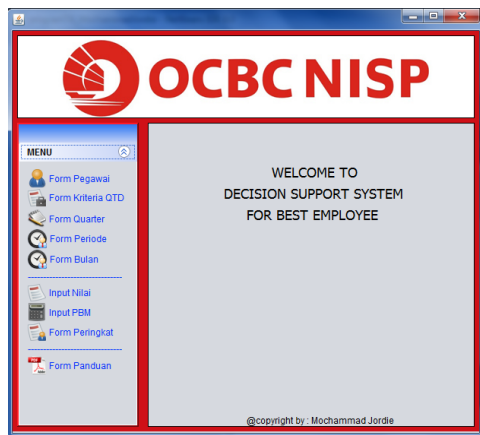 OCBC NISP
MENU
Form Pegawai
Form Kriteria QTD
Form Quarter
Form Periode
Form Bulan
Input Nilai
Input PBM
Form Peringkat
Form Panduan
WELCOME TO
DECISION SUPPORT SYSTEM
FOR BEST EMPLOYEE
@copyright by : Mochammad Jordie